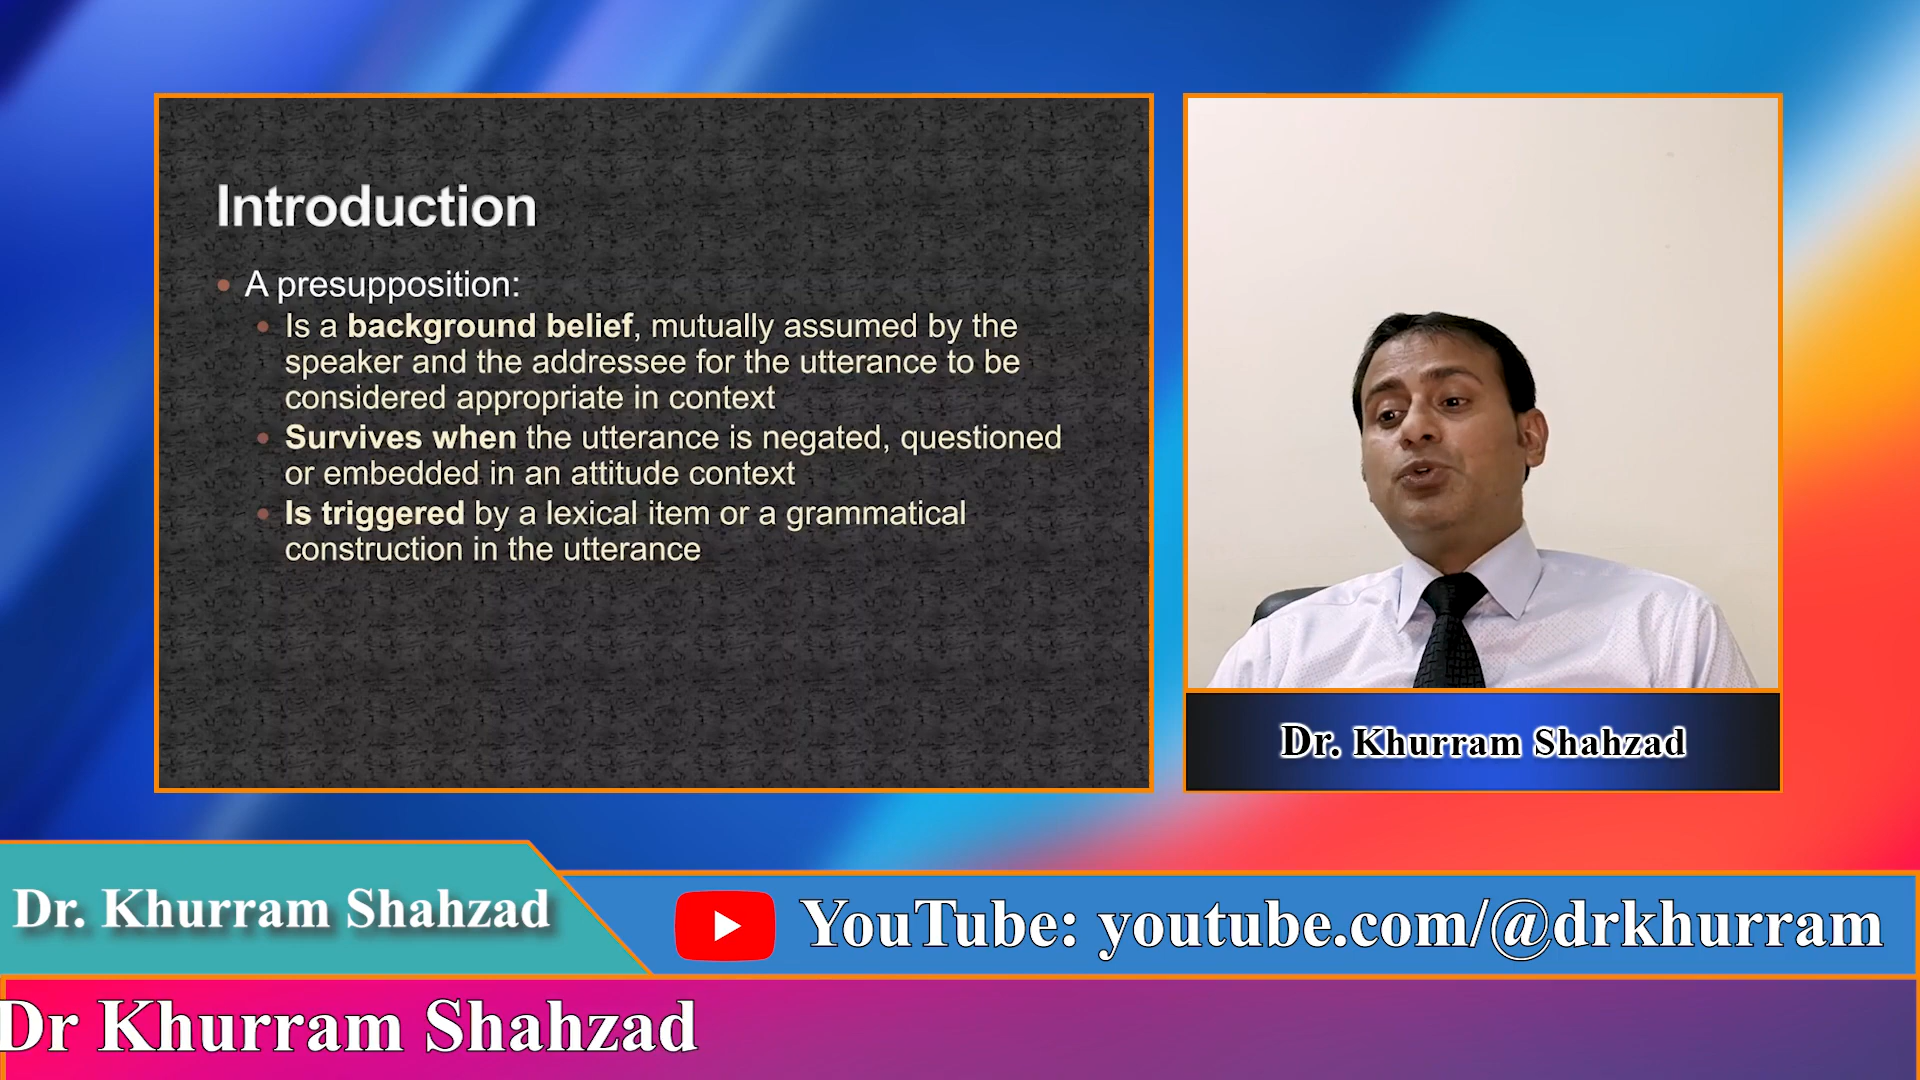 Introduction
• A presupposition:
• Is a background belief, mutually assumed by the
speaker and the addressee for the utterance to be
considered appropriate in context
• Survives when the utterance is negated, questioned
or embedded in an attitude context
• Is triggered by a lexical item or a grammatical
construction in the utterance
Dr. Khurram Shahzad
Dr. Khurram Shahzad
YouTube: youtube.com/@drkhurram
Dr Khurram Shahzad